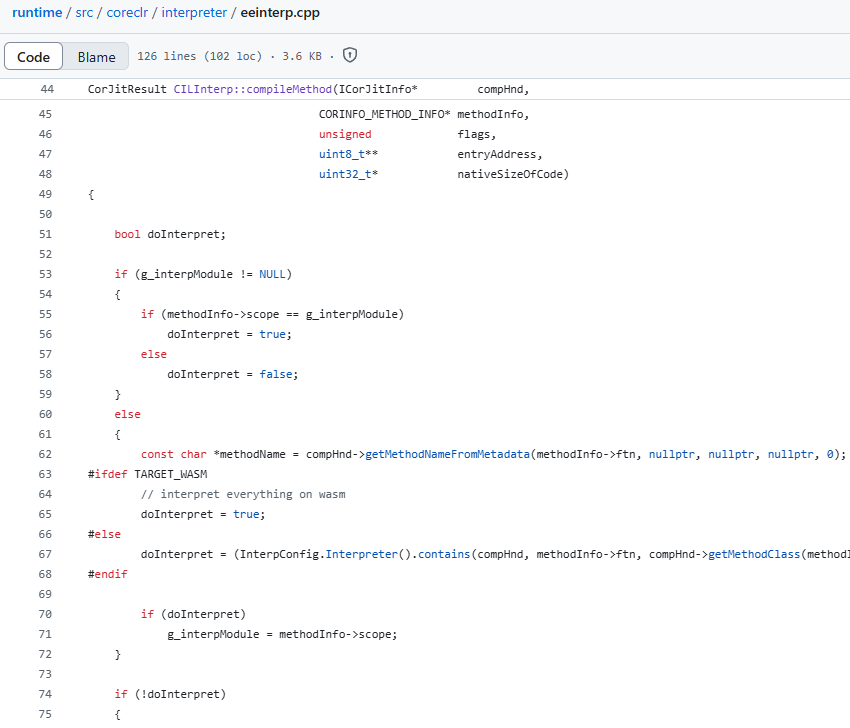 runtime / src / coreclr / interpreter / eeinterp.cpp
Code Blame 126 lines (102 loc) · 3.6 KB ·
44 CorJitResult CILInterp::compileMethod(ICorJitInfo* compHnd,
45 CORINFO_METHOD_INFO* methodInfo,
46 unsigned flags,
47 uint8_t** entryAddress,
48 uint32_t* nativeSizeOfCode)
49 {
50
51 bool doInterpret;
52
53 if (g_interpModule != NULL)
54 {
55 if (methodInfo->scope == g_interpModule)
56 doInterpret = true;
57 else
58 doInterpret = false;
59 }
60 else
61 {
62 const char *methodName = compHnd->getMethodNameFromMetadata(methodInfo->ftn, nullptr, nullptr, nullptr, 0);
63 #ifdef TARGET_WASM
64 // interpret everything on wasm
65 doInterpret = true;
66 #else
67 doInterpret = (InterpConfig.Interpreter().contains(compHnd, methodInfo->ftn, compHnd->getMethodClass(methodI
68 #endif
69
70 if (doInterpret)
71 g_interpModule = methodInfo->scope;
72 }
73
74 if (!doInterpret)
75 {